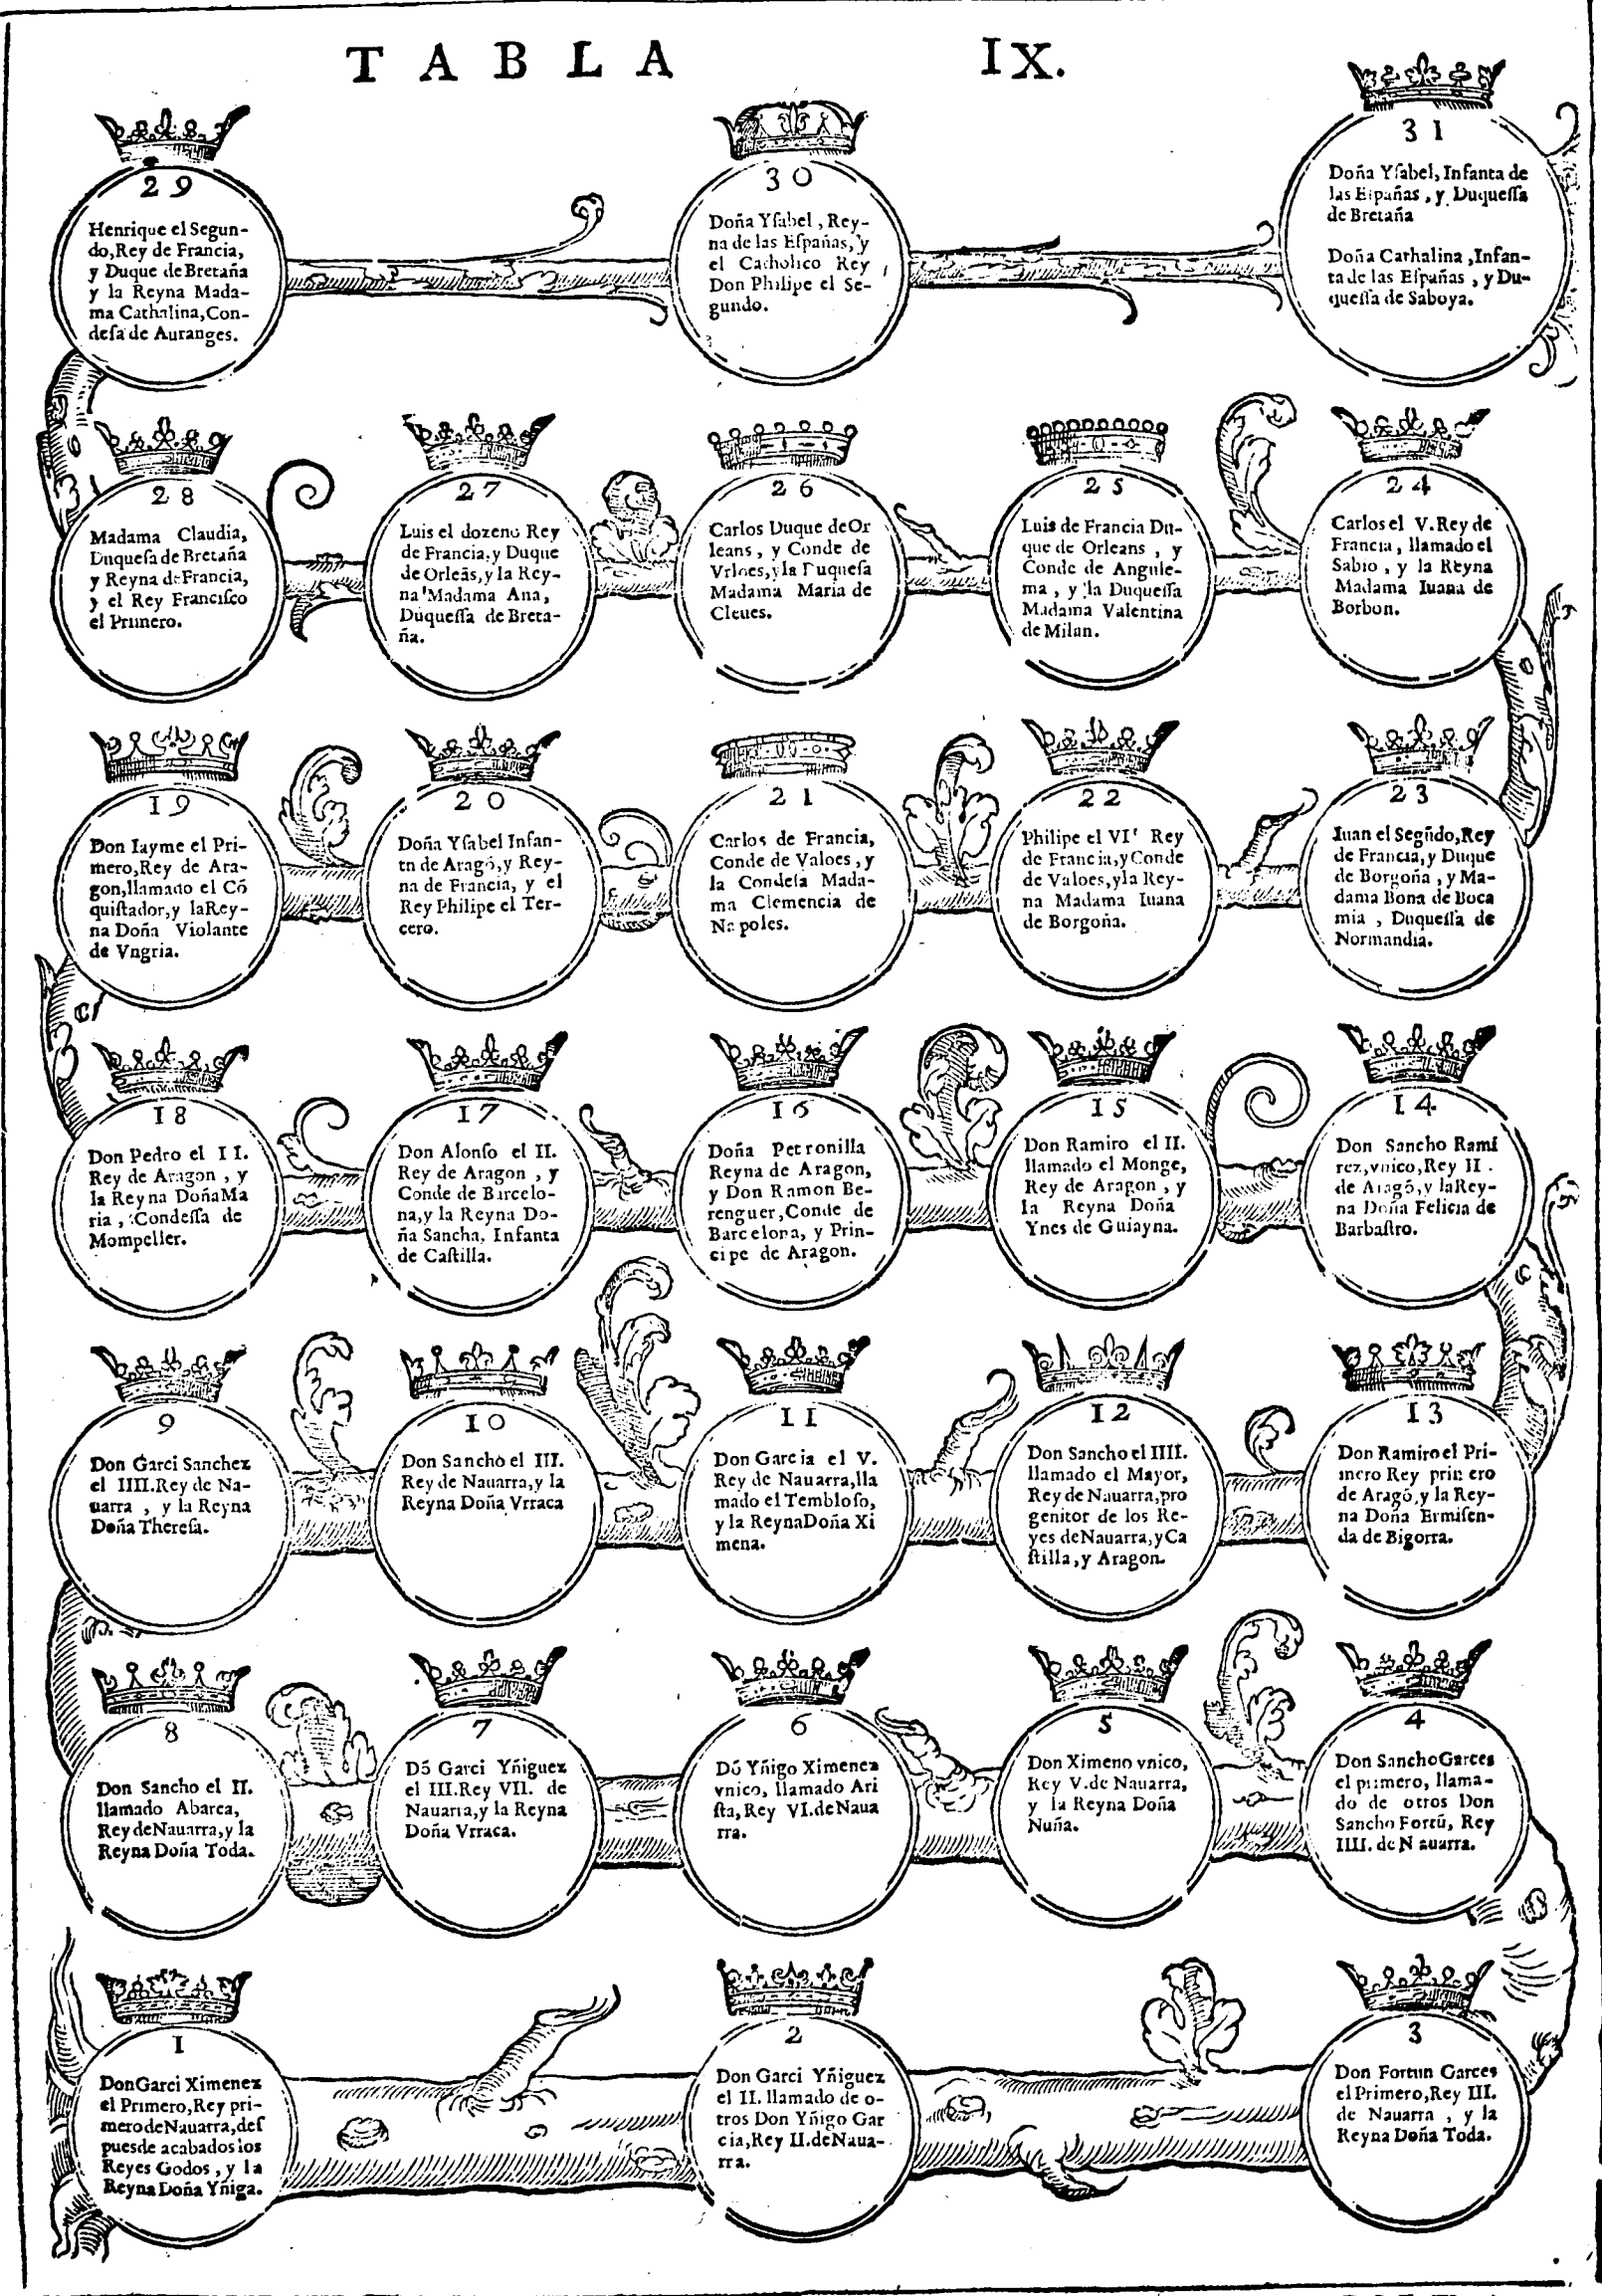 TABLA IX.
29
Henrique el Segun-
do, Rey de Francia,
y Duque de Bretaña
y la Reyna Mada-
ma Cathalina, Con-
desa de Auranges.
30
Doña Yſabel, Rey-
na de las Eſpañas, y
el Catholico Rey
Don Philipe el Se-
gundo.
31
Doña Yſabel, Infanta de
las Eſpañas, y Duqueſſa
de Bretaña
Doña Cathalina, Infan-
ta de las Eſpañas, y Du-
queſſa de Saboya.
28
Madama Claudia,
Duqueſa de Bretaña
y Reyna de Francia,
y el Rey Franciſco
el Primero.
27
Luis el dozeno Rey
de Francia, y Duque
de Orleãs, y la Rey-
na Madama Ana,
Duqueſſa de Breta-
ña.
26
Carlos Duque de Or
leans, y Conde de
Vrloes, y la Duqueſa
Madama Maria de
Cleues.
25
Luis de Francia Du-
que de Orleans, y
Conde de Angule-
ma, y la Duqueſſa
Madama Valentina
de Milan.
24
Carlos el V. Rey de
Francia, llamado el
Sabio, y la Reyna
Madama Iuana de
Borbon.
19
Don Iayme el Pri-
mero, Rey de Ara-
gon, llamado el Cõ
quiſtador, y la Rey-
na Doña Violante
de Vngria.
20
Doña Yſabel Infan-
tn de Aragõ, y Rey-
na de Francia, y el
Rey Philipe el Ter-
cero.
21
Carlos de Francia,
Conde de Valoes, y
la Condeſa Mada-
ma Clemencia de
Napoles.
22
Philipe el VI. Rey
de Francia, y Conde
de Valoes, y la Rey-
na Madama Iuana
de Borgoña.
23
Iuan el Segũdo, Rey
de Francia, y Duque
de Borgoña, y Ma-
dama Bona de Boca
mia, Duqueſſa de
Normandia.
18
Don Pedro el II.
Rey de Aragon, y
la Reyna Doña Ma
ria, Condeſſa de
Mompeller.
17
Don Alonſo el II.
Rey de Aragon, y
Conde de Barcelo-
na, y la Reyna Do-
ña Sancha, Infanta
de Caſtilla.
16
Doña Petronilla
Reyna de Aragon,
y Don Ramon Be-
renguer, Conde de
Barcelona, y Prin-
cipe de Aragon.
15
Don Ramiro el II.
llamado el Monge,
Rey de Aragon, y
la Reyna Doña
Ynes de Guiayna.
14
Don Sancho Rami
rez, vnico, Rey II.
de Aragõ, y la Rey-
na Doña Felicia de
Barbaſtro.
9
Don Garci Sanchez
el IIII. Rey de Na-
uarra, y la Reyna
Doña Thereſa.
10
Don Sancho el III.
Rey de Nauarra, y la
Reyna Doña Vrraca
11
Don Garcia el V.
Rey de Nauarra, lla
mado el Tembloſo,
y la Reyna Doña Xi
mena.
12
Don Sancho el IIII.
llamado el Mayor,
Rey de Nauarra, pro
genitor de los Re-
yes de Nauarra, y Ca
ſtilla, y Aragon.
13
Don Ramiro el Pri-
mero Rey primero
de Aragõ, y la Rey-
na Doña Ermiſen-
da de Bigorra.
8
Don Sancho el II.
llamado Abarca,
Rey de Nauarra, y la
Reyna Doña Toda.
7
Dõ Garci Yñiguez
el III. Rey VII. de
Nauarra, y la Reyna
Doña Vrraca.
6
Dõ Yñigo Ximenez
vnico, llamado Ari
ſta, Rey VI. de Naua
rra.
5
Don Ximeno vnico,
Rey V. de Nauarra,
y la Reyna Doña
Nuña.
4
Don Sancho Garces
el primero, llama-
do de otros Don
Sancho Fortũ, Rey
IIII. de Nauarra.
1
Don Garci Ximenez
el Primero, Rey pri-
mero de Nauarra, deſ
pues de acabados los
Reyes Godos, y la
Reyna Doña Yñiga.
2
Don Garci Yñiguez
el II. llamado de o-
tros Don Yñigo Gar
cia, Rey II. de Naua-
rra.
3
Don Fortun Garces
el Primero, Rey III.
de Nauarra, y la
Reyna Doña Toda.